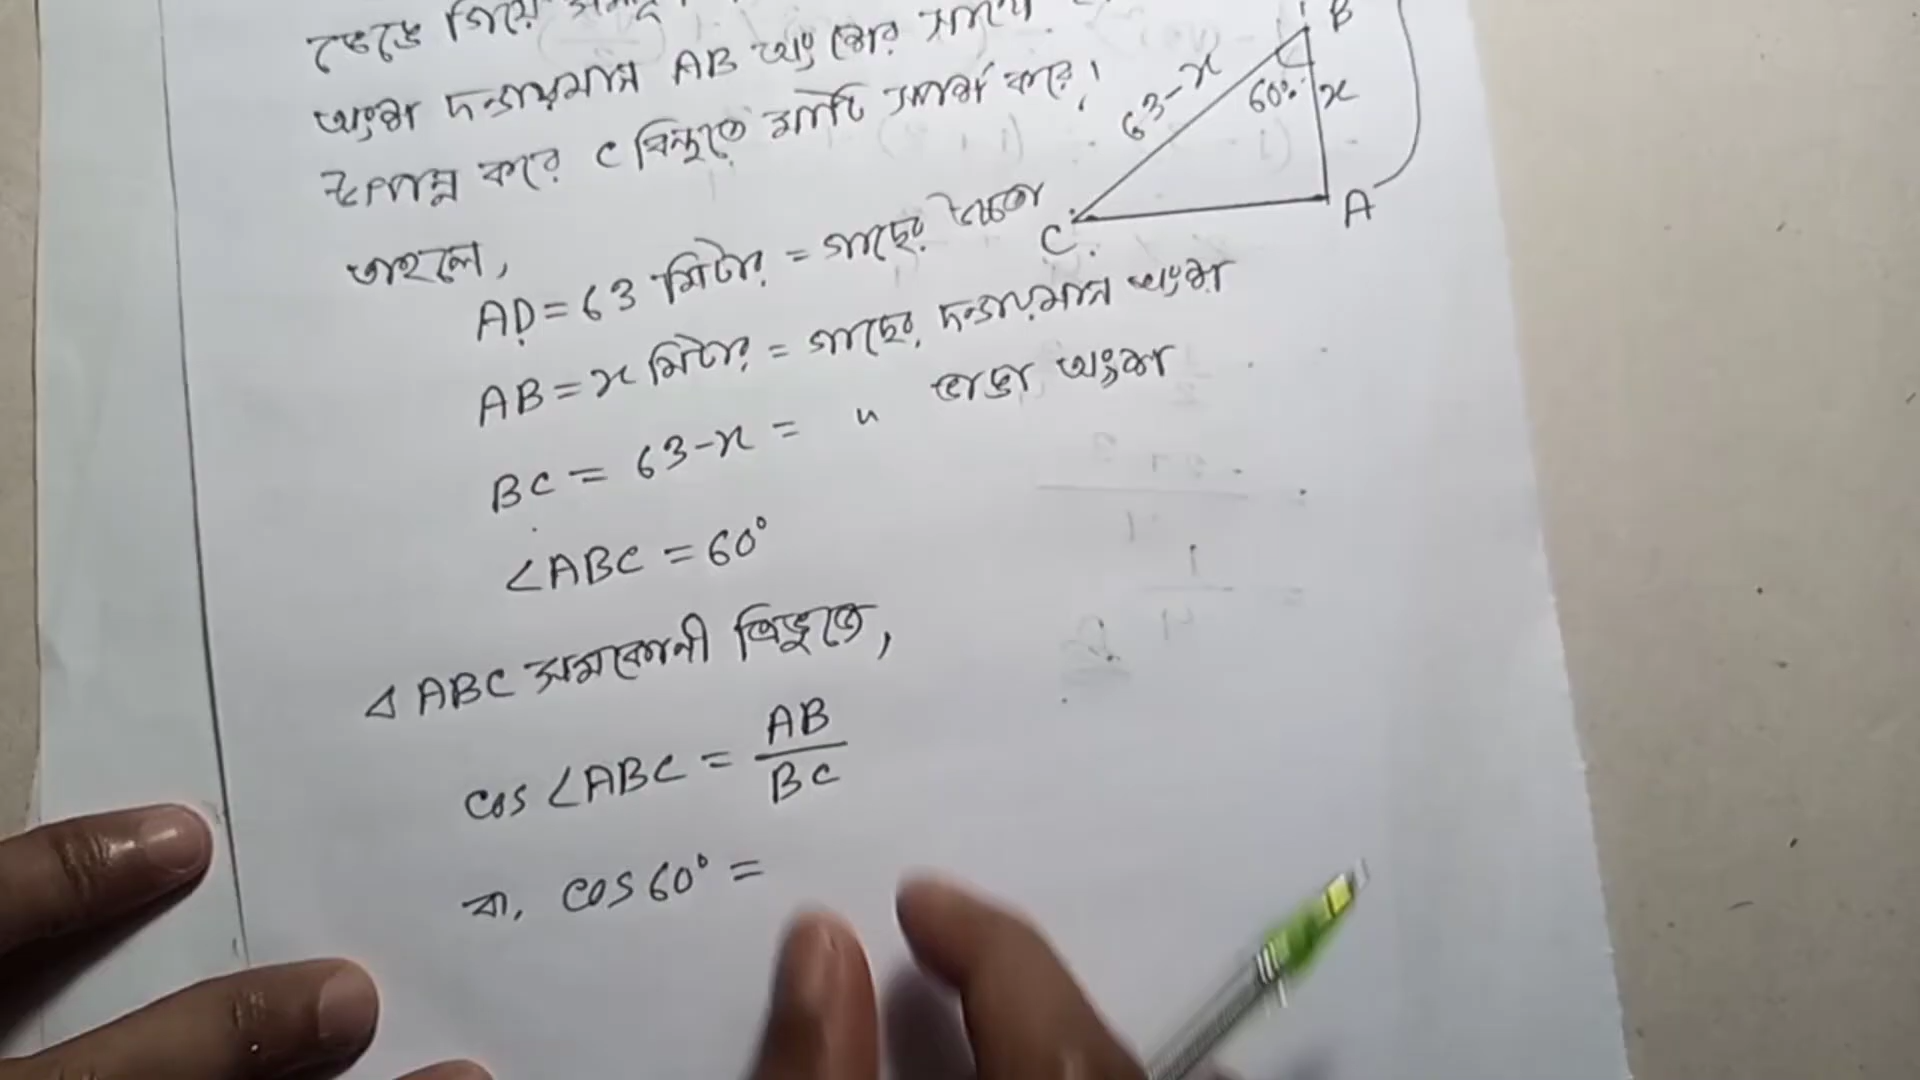 ভেঙে গিয়ে
অংশ দন্ডায়মান AB অংশের সাথে
উৎপন্ন করে C বিন্দুতে মাটি স্পর্শ করে।
তাহলে,
AD = 63 মিটার = গাছের উচ্চতা
AB = x মিটার = গাছের দন্ডায়মান অংশ
BC = 63-x = " ভাঙা অংশ
∠ABC = 60°
△ ABC সমকোনী ত্রিভুজে,
cos ∠ABC = AB/BC
বা, cos 60° =
B
63-x
60°
x
A
C